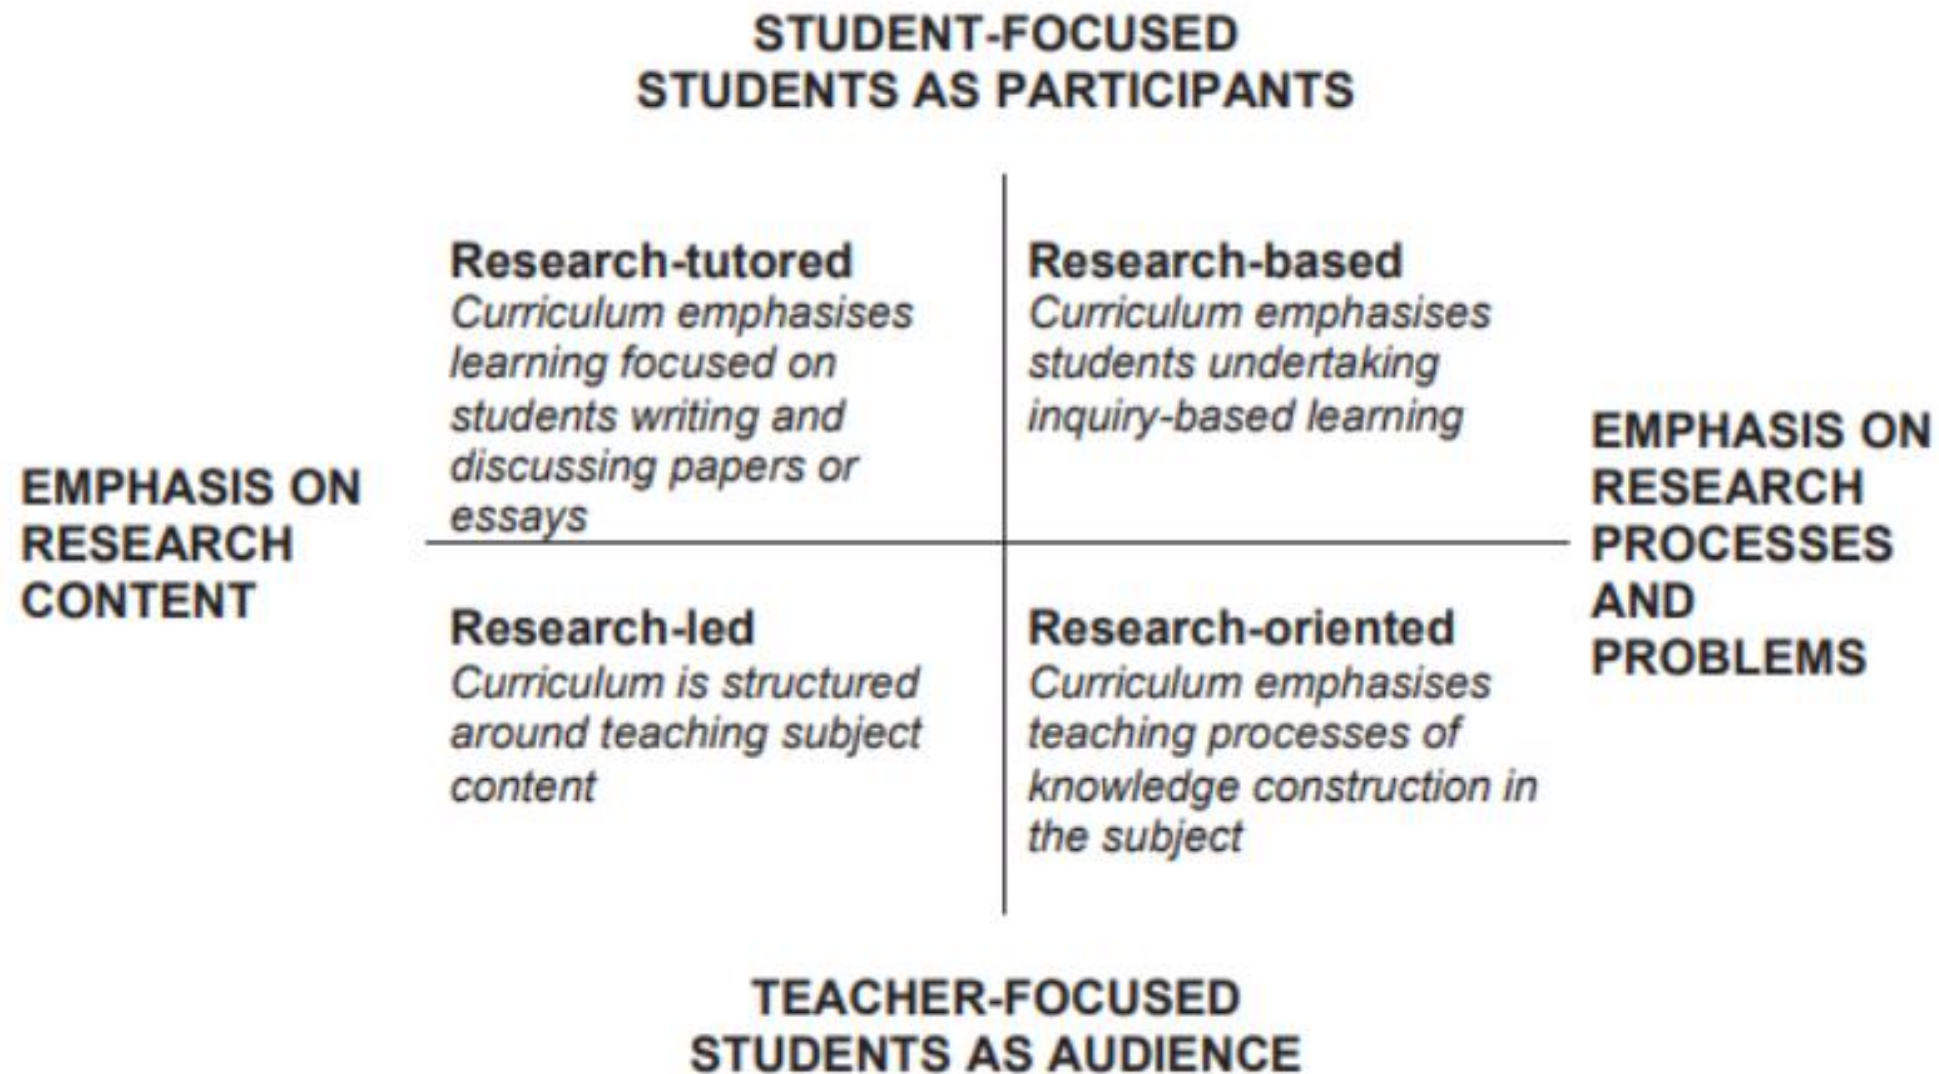 STUDENT-FOCUSED
STUDENTS AS PARTICIPANTS
Research-tutored
Curriculum emphasises
learning focused on
students writing and
discussing papers or
essays
Research-based
Curriculum emphasises
students undertaking
inquiry-based learning
EMPHASIS ON
RESEARCH
CONTENT
EMPHASIS ON
RESEARCH
PROCESSES
AND
PROBLEMS
Research-led
Curriculum is structured
around teaching subject
content
Research-oriented
Curriculum emphasises
teaching processes of
knowledge construction in
the subject
TEACHER-FOCUSED
STUDENTS AS AUDIENCE